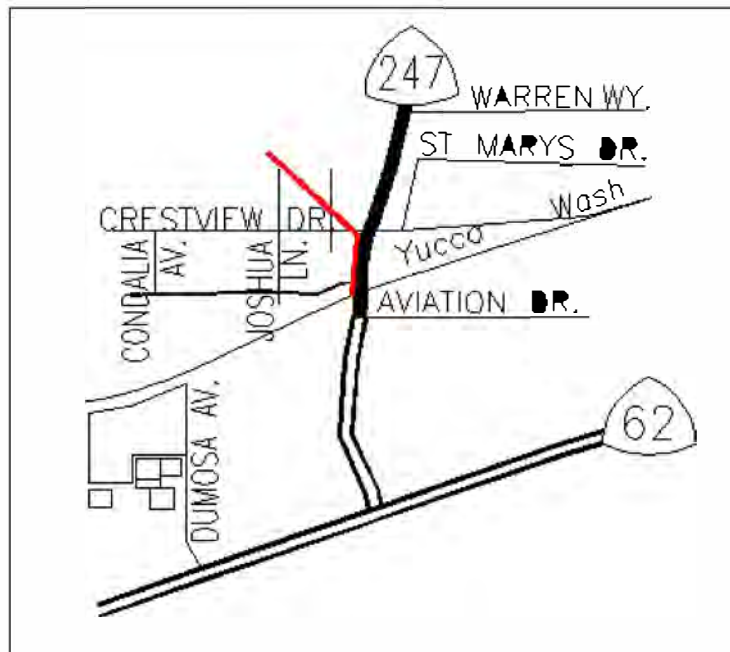 247
WARREN WY.
ST MARYS DR.
CRESTVIEW DR.
Yucca Wash
CONDALIA AV.
JOSHUA LN.
AVIATION DR.
62
DUMOSA AV.